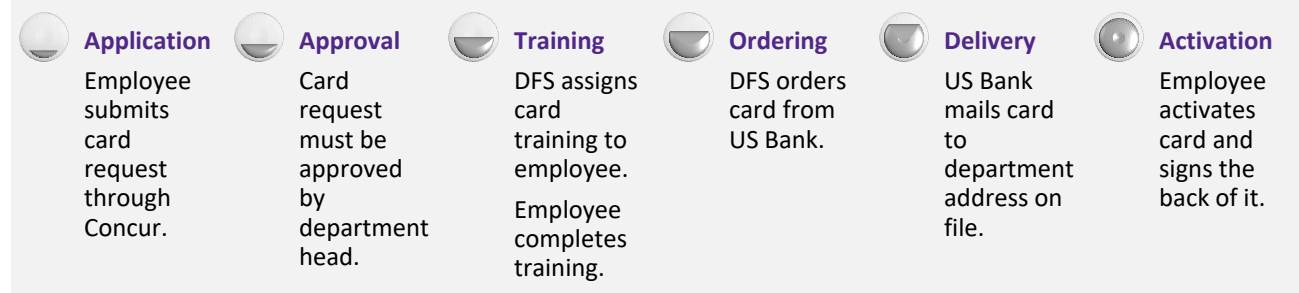 Application
Employee
submits
card
request
through
Concur.
Approval
Card
request
must be
approved
by
department
head.
Training
DFS assigns
card
training to
employee.
Employee
completes
training.
Ordering
DFS orders
card from
US Bank.
Delivery
US Bank
mails card
to
department
address on
file.
Activation
Employee
activates
card and
signs the
back of it.